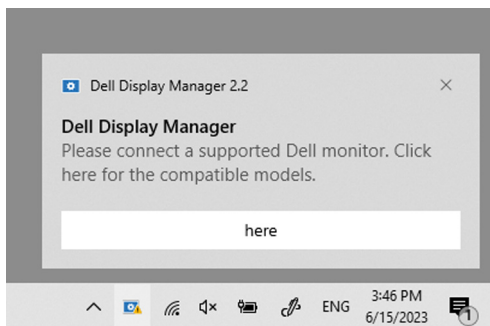 Dell Display Manager 2.2
Dell Display Manager
Please connect a supported Dell monitor. Click
here for the compatible models.
here
3:46 PM
ENG
6/15/2023
1